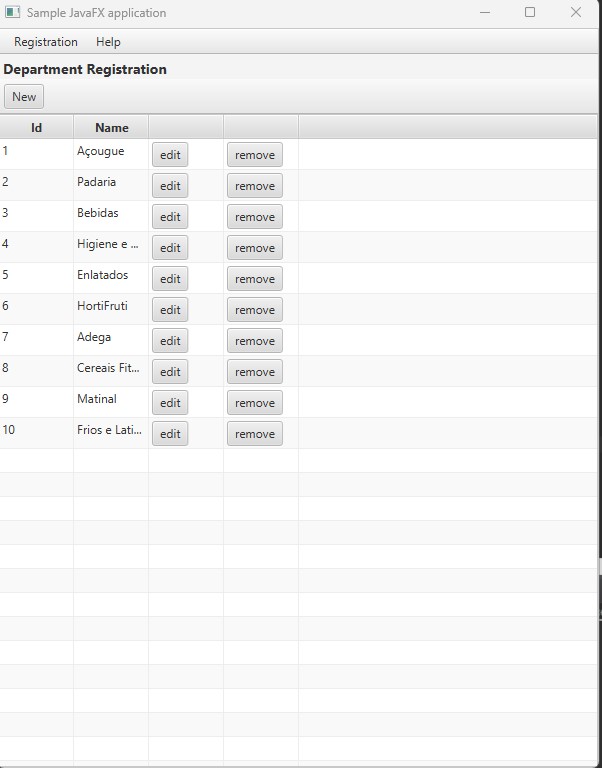 Sample JavaFX application
Registration Help
Department Registration
New
Id Name
1 Açougue edit remove
2 Padaria edit remove
3 Bebidas edit remove
4 Higiene e ... edit remove
5 Enlatados edit remove
6 HortiFruti edit remove
7 Adega edit remove
8 Cereais Fit... edit remove
9 Matinal edit remove
10 Frios e Lati... edit remove